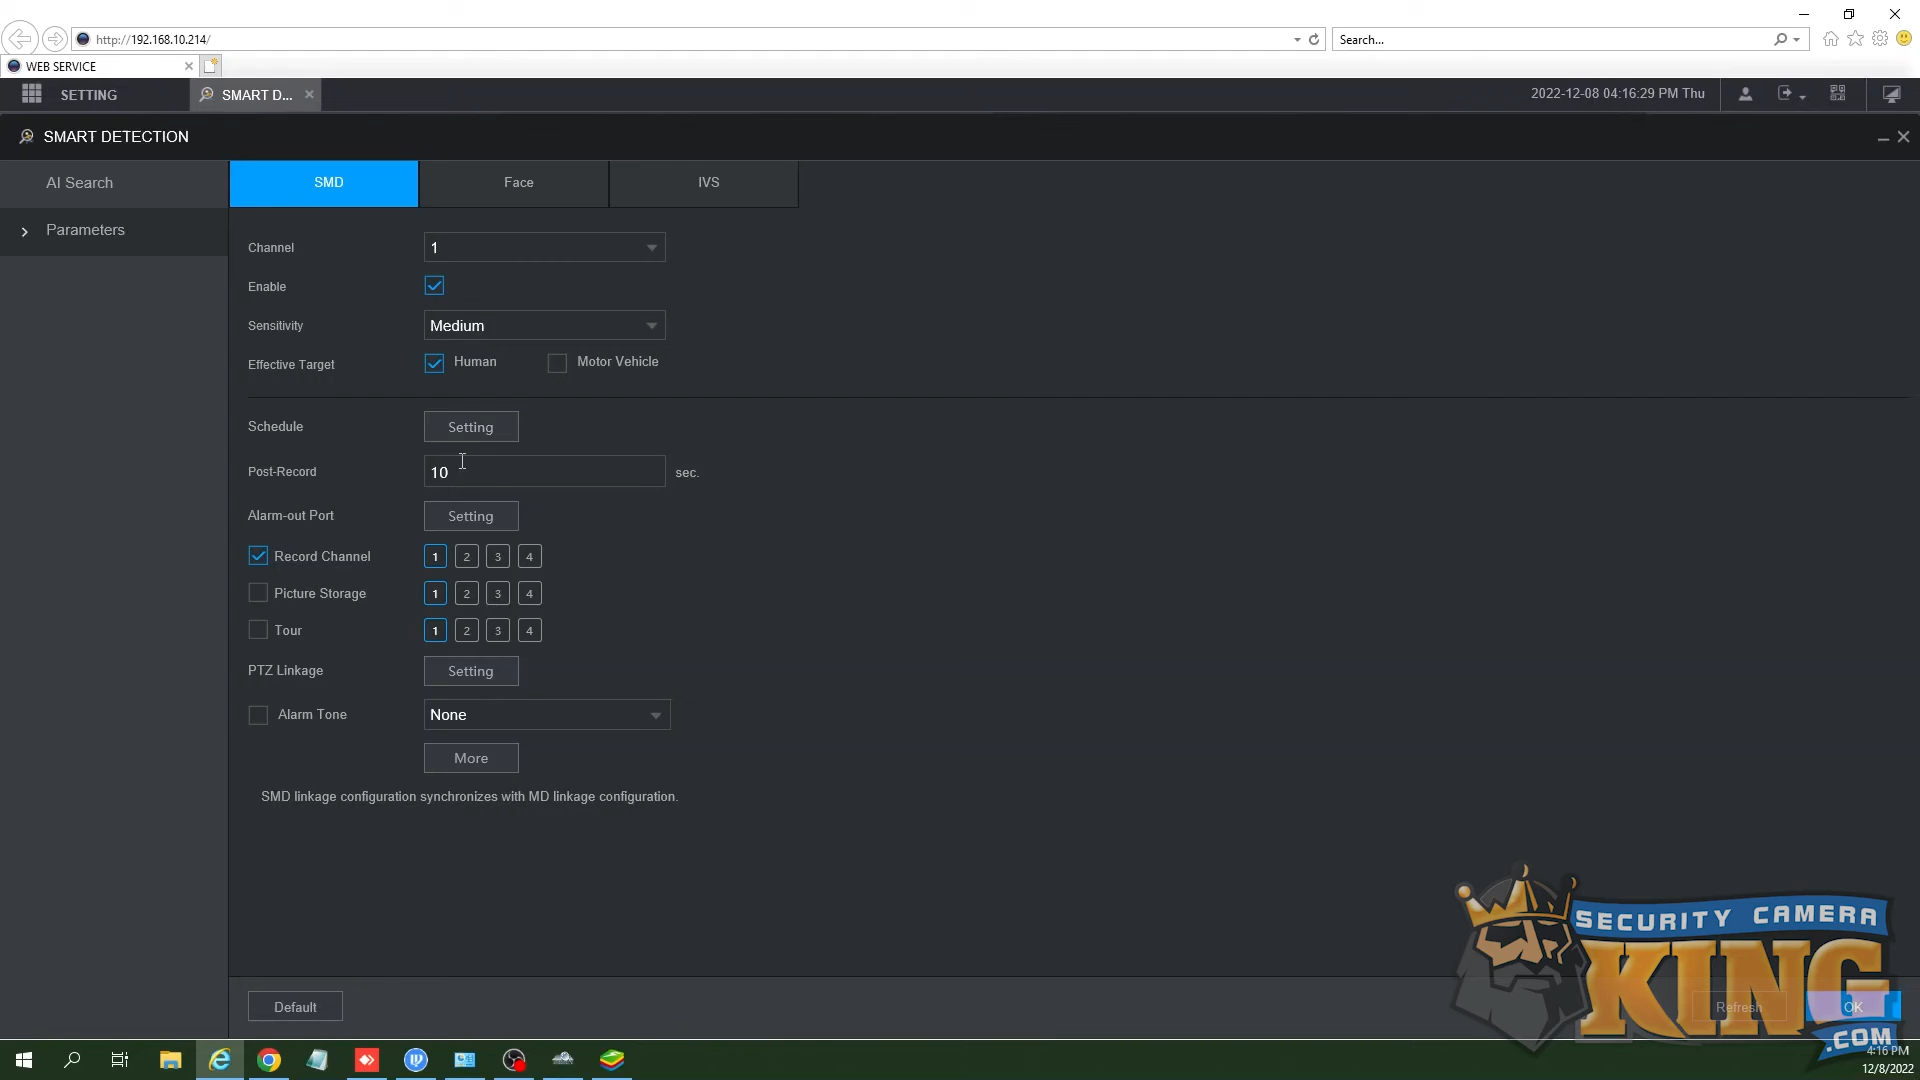 http://192.168.10.214/
Search...
WEB SERVICE
SETTING
SMART D...
2022-12-08 04:16:29 PM Thu
SMART DETECTION
AI Search
Parameters
SMD
Face
IVS
Channel
1
Enable
Sensitivity
Medium
Effective Target
Human
Motor Vehicle
Schedule
Setting
Post-Record
10
sec.
Alarm-out Port
Setting
Record Channel
1 2 3 4
Picture Storage
1 2 3 4
Tour
1 2 3 4
PTZ Linkage
Setting
Alarm Tone
None
More
SMD linkage configuration synchronizes with MD linkage configuration.
SECURITY CAMERA
KING
.COM
Default
Refresh
OK
4:16 PM
12/8/2022